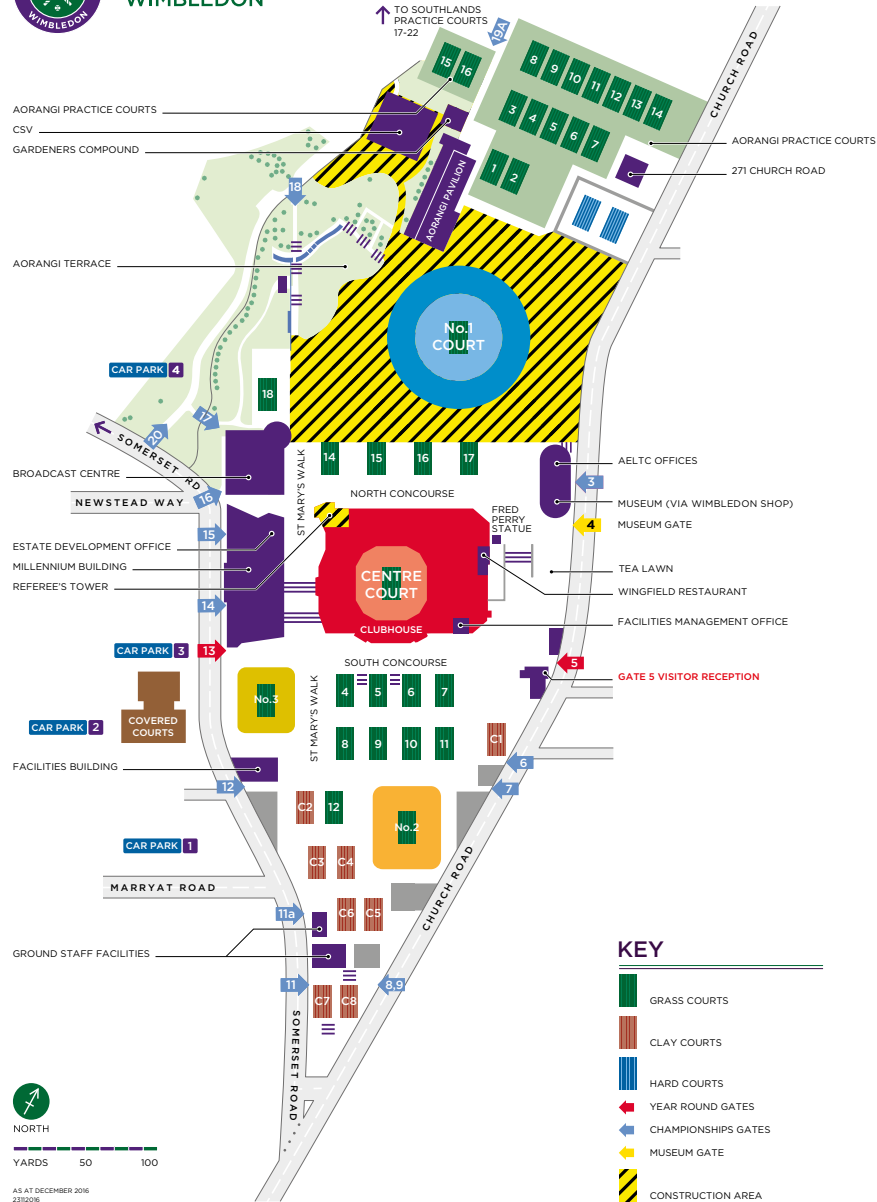 WIMBLEDON
WIMBLEDON
TO SOUTHLANDS
PRACTICE COURTS
17-22
19A
15
16
8
9
10
11
12
13
14
3
4
5
6
7
1
2
CHURCH ROAD
AORANGI PRACTICE COURTS
CSV
GARDENERS COMPOUND
AORANGI PRACTICE COURTS
271 CHURCH ROAD
AORANGI PAVILION
18
AORANGI TERRACE
No.1
COURT
CAR PARK 4
18
17
20
SOMERSET RD
14
15
16
17
BROADCAST CENTRE
NEWSTEAD WAY
16
ST MARY'S WALK
NORTH CONCOURSE
AELTC OFFICES
3
MUSEUM (VIA WIMBLEDON SHOP)
4
MUSEUM GATE
FRED
PERRY
STATUE
15
ESTATE DEVELOPMENT OFFICE
MILLENNIUM BUILDING
REFEREE'S TOWER
CENTRE
COURT
TEA LAWN
WINGFIELD RESTAURANT
14
CLUBHOUSE
FACILITIES MANAGEMENT OFFICE
CAR PARK 3
13
SOUTH CONCOURSE
5
GATE 5 VISITOR RECEPTION
No.3
ST MARY'S WALK
4
5
6
7
COVERED
COURTS
CAR PARK 2
8
9
10
11
C1
FACILITIES BUILDING
6
12
7
C2
12
No.2
CAR PARK 1
C3
C4
CHURCH ROAD
MARRYAT ROAD
11a
C6
C5
GROUND STAFF FACILITIES
11
8,9
C7
C8
SOMERSET ROAD
KEY
GRASS COURTS
CLAY COURTS
HARD COURTS
YEAR ROUND GATES
CHAMPIONSHIPS GATES
MUSEUM GATE
CONSTRUCTION AREA
NORTH
YARDS 50 100
AS AT DECEMBER 2016
23112016